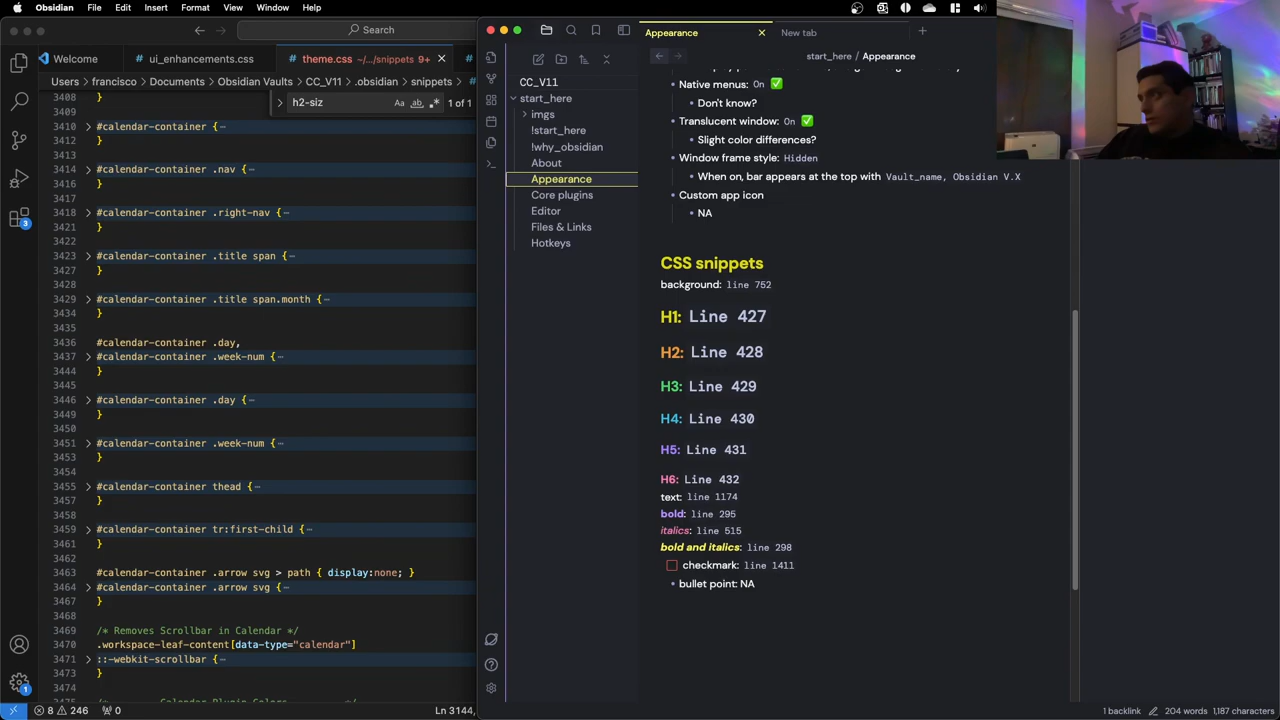 Obsidian File Edit Insert Format View Window Help
Search
Welcome ui_enhancements.css theme.css ~/.../snippets 9+
Users › francisco › Documents › Obsidian Vaults › CC_V11 › .obsidian › snippets ›
h2-siz Aa ab .* 1 of 1
3408 }
3409
3410 #calendar-container {⋯
3412 }
3413
3414 #calendar-container .nav {⋯
3416 }
3417
3418 #calendar-container .right-nav {⋯
3421 }
3422
3423 #calendar-container .title span {⋯
3427 }
3428
3429 #calendar-container .title span.month {⋯
3434 }
3435
3436 #calendar-container .day,
3437 #calendar-container .week-num {⋯
3444 }
3445
3446 #calendar-container .day {⋯
3449 }
3450
3451 #calendar-container .week-num {⋯
3453 }
3454
3455 #calendar-container thead {⋯
3457 }
3458
3459 #calendar-container tr:first-child {⋯
3461 }
3462
3463 #calendar-container .arrow svg > path { display:none; }
3464 #calendar-container .arrow svg {⋯
3467 }
3468
3469 /* Removes Scrollbar in Calendar */
3470 .workspace-leaf-content[data-type="calendar"]
3471 ::-webkit-scrollbar {⋯
3473 }
3474
3
1
8 246 0 Ln 3144,
CC_V11
start_here
imgs
!start_here
!why_obsidian
About
Appearance
Core plugins
Editor
Files & Links
Hotkeys
Appearance New tab
start_here / Appearance
Native menus: On ✅
Don't know?
Translucent window: On ✅
Slight color differences?
Window frame style: Hidden
When on, bar appears at the top with Vault_name, Obsidian V.X
Custom app icon
NA
CSS snippets
background: line 752
H1: Line 427
H2: Line 428
H3: Line 429
H4: Line 430
H5: Line 431
H6: Line 432
text: line 1174
bold: line 295
italics: line 515
bold and italics: line 298
checkmark: line 1411
bullet point: NA
1 backlink 204 words 1,187 characters